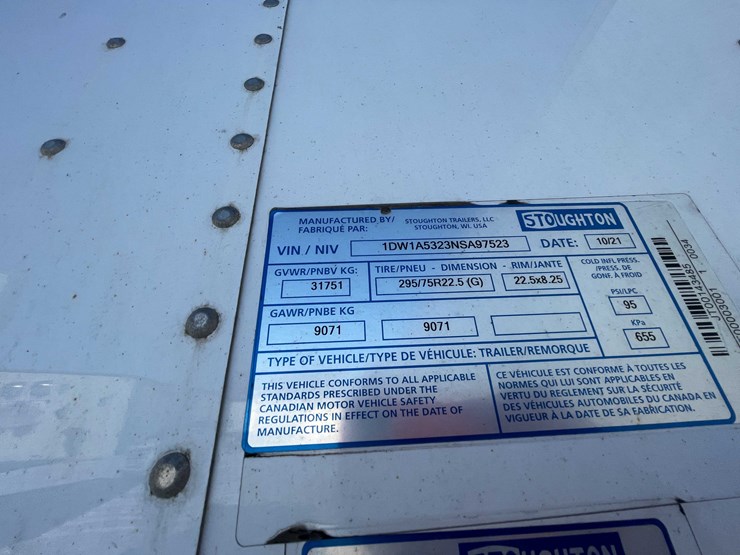 MANUFACTURED BY/
FABRIQUÉ PAR:
STOUGHTON TRAILERS, LLC
STOUGHTON, WI. USA
STOUGHTON
VIN / NIV 1DW1A5323NSA97523 DATE: 10/21
GVWR/PNBV KG:
31751
TIRE/PNEU - DIMENSION - RIM/JANTE
295/75R22.5 (G) 22.5x8.25
COLD INFL.PRESS.
/PRESS. DE
GONF. À FROID
PSI/LPC
95
KPa
655
GAWR/PNBE KG
9071 9071
TYPE OF VEHICLE/TYPE DE VÉHICULE: TRAILER/REMORQUE
THIS VEHICLE CONFORMS TO ALL APPLICABLE
STANDARDS PRESCRIBED UNDER THE
CANADIAN MOTOR VEHICLE SAFETY
REGULATIONS IN EFFECT ON THE DATE OF
MANUFACTURE.
CE VÉHICULE EST CONFORME À TOUTES LES
NORMES QUI LUI SONT APPLICABLES EN
VERTU DU REGLEMENT SUR LA SÉCURITÉ
DES VÉHICULES AUTOMOBILES DU CANADA EN
VIGUEUR À LA DATE DE SA FABRICATION.
STOUGHTON